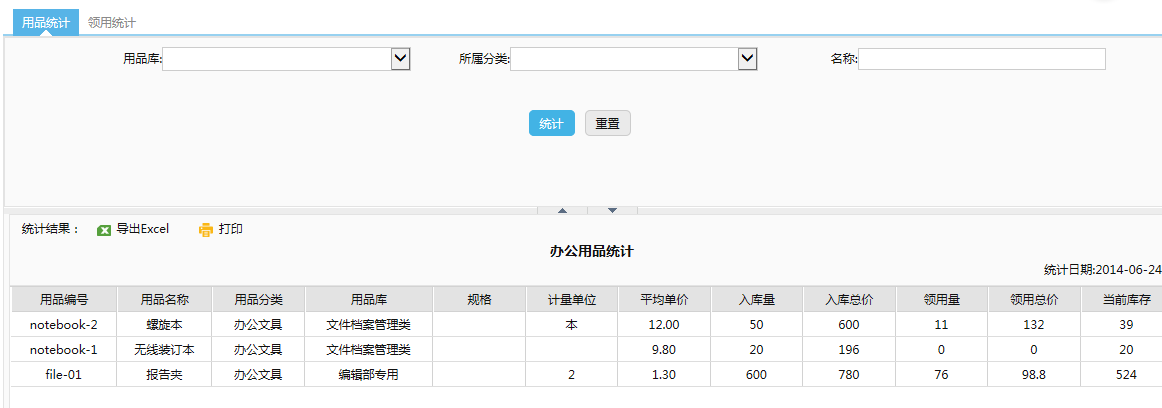 用品统计 领用统计
用品库: 所属分类: 名称:
统计 重置
统计结果： 导出Excel 打印
办公用品统计
统计日期:2014-06-24
用品编号 用品名称 用品分类 用品库 规格 计量单位 平均单价 入库量 入库总价 领用量 领用总价 当前库存
notebook-2 螺旋本 办公文具 文件档案管理类 本 12.00 50 600 11 132 39
notebook-1 无线装订本 办公文具 文件档案管理类 9.80 20 196 0 0 20
file-01 报告夹 办公文具 编辑部专用 2 1.30 600 780 76 98.8 524